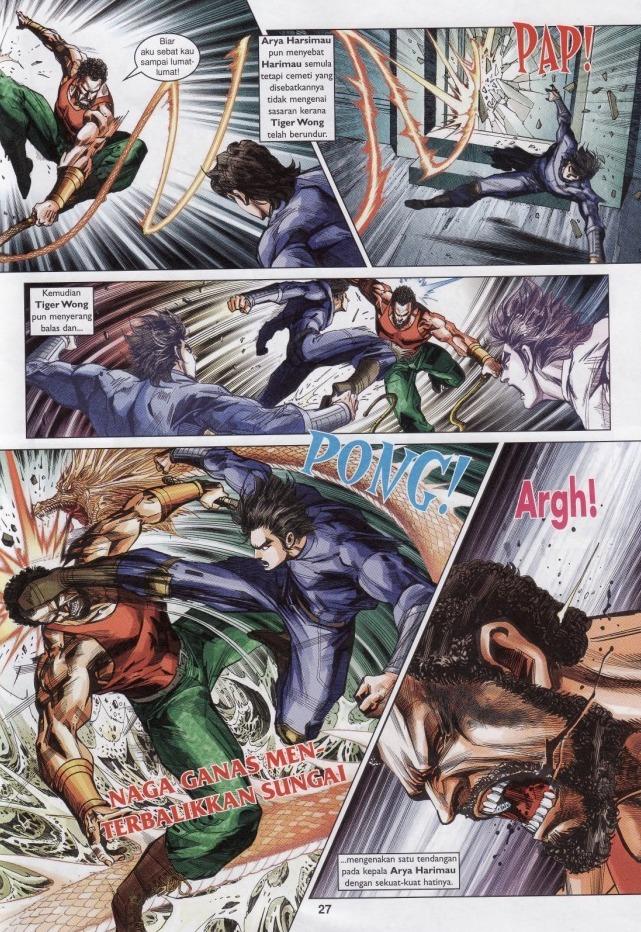 Biar
aku sebat kau
sampai lumat-
lumat!
Arya Harsimau
pun menyebat
Harimau semula
tetapi cemeti yang
disebatkannya
tidak mengenai
sasaran kerana
Tiger Wong
telah berundur.
PAP!
Kemudian
Tiger Wong
pun menyerang
balas dan...
PONG!
Argh!
NAGA GANAS MEN-
TERBALIKKAN SUNGAI
...mengenakan satu tendangan
pada kepala Arya Harimau
dengan sekuat-kuat hatinya.
27